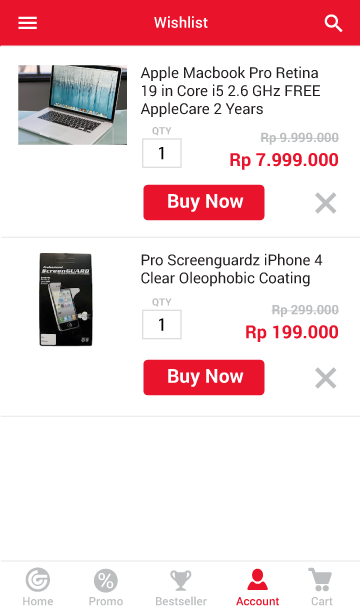 Wishlist
Apple Macbook Pro Retina
19 in Core i5 2.6 GHz FREE
AppleCare 2 Years
QTY
1
Rp 9.999.000
Rp 7.999.000
Buy Now
Pro Screenguardz iPhone 4
Clear Oleophobic Coating
ScreenGUARD
QTY
1
Rp 299.000
Rp 199.000
Buy Now
Home
Promo
Bestseller
Account
Cart